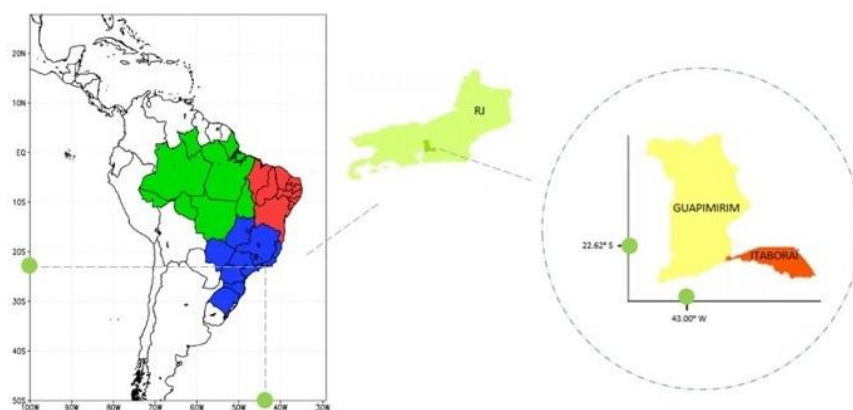 20N
10N
EQ
10S
20S
30S
40S
50S
100W
90W
80W
70W
60W
50W
40W
30W
RJ
GUAPIMIRIM
22.62° S
ITABORAÍ
43.00° W